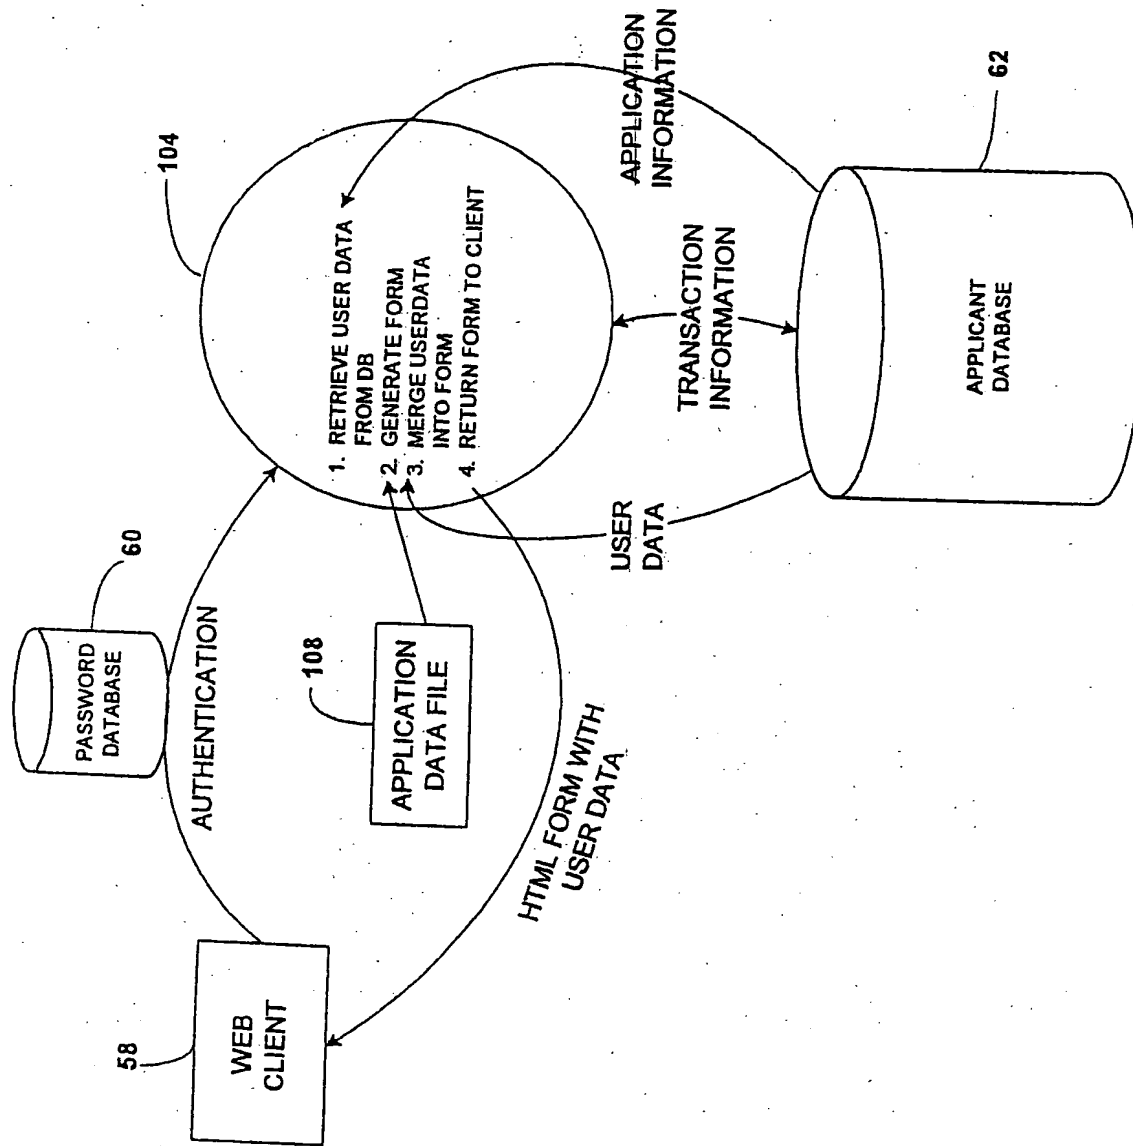 104
1. RETRIEVE USER DATA
FROM DB
2. GENERATE FORM
3. MERGE USERDATA
INTO FORM
4. RETURN FORM TO CLIENT
APPLICATION
INFORMATION
62
TRANSACTION
INFORMATION
APPLICANT
DATABASE
USER
DATA
60
PASSWORD
DATABASE
AUTHENTICATION
108
APPLICATION
DATA FILE
HTML FORM WITH
USER DATA
58
WEB
CLIENT